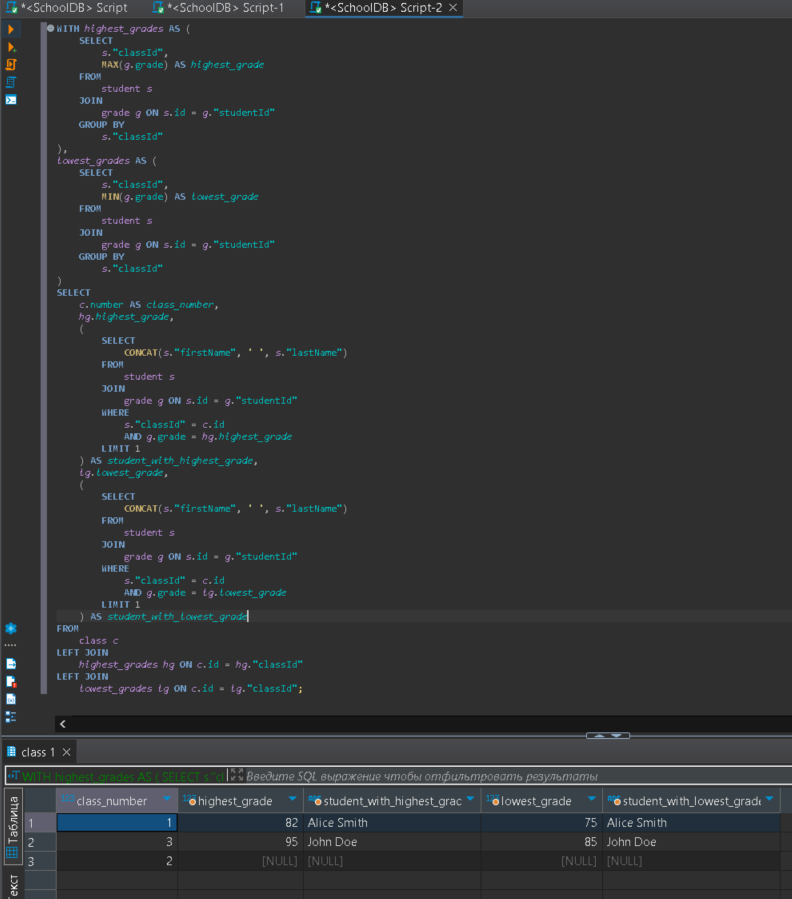 *<SchoolDB> Script *<SchoolDB> Script-1 *<SchoolDB> Script-2
WITH highest_grades AS (
SELECT
s."classId",
MAX(g.grade) AS highest_grade
FROM
student s
JOIN
grade g ON s.id = g."studentId"
GROUP BY
s."classId"
),
lowest_grades AS (
SELECT
s."classId",
MIN(g.grade) AS lowest_grade
FROM
student s
JOIN
grade g ON s.id = g."studentId"
GROUP BY
s."classId"
)
SELECT
c.number AS class_number,
hg.highest_grade,
(
SELECT
CONCAT(s."firstName", ' ', s."lastName")
FROM
student s
JOIN
grade g ON s.id = g."studentId"
WHERE
s."classId" = c.id
AND g.grade = hg.highest_grade
LIMIT 1
) AS student_with_highest_grade,
lg.lowest_grade,
(
SELECT
CONCAT(s."firstName", ' ', s."lastName")
FROM
student s
JOIN
grade g ON s.id = g."studentId"
WHERE
s."classId" = c.id
AND g.grade = lg.lowest_grade
LIMIT 1
) AS student_with_lowest_grade
FROM
class c
LEFT JOIN
highest_grades hg ON c.id = hg."classId"
LEFT JOIN
lowest_grades lg ON c.id = lg."classId";
class 1
WITH highest_grades AS ( SELECT s."cl Введите SQL выражение чтобы отфильтровать результаты
Таблица
class_number highest_grade student_with_highest_grac lowest_grade student_with_lowest_grade
1 1 82 Alice Smith 75 Alice Smith
2 3 95 John Doe 85 John Doe
3 2 [NULL] [NULL] [NULL] [NULL]
Текст